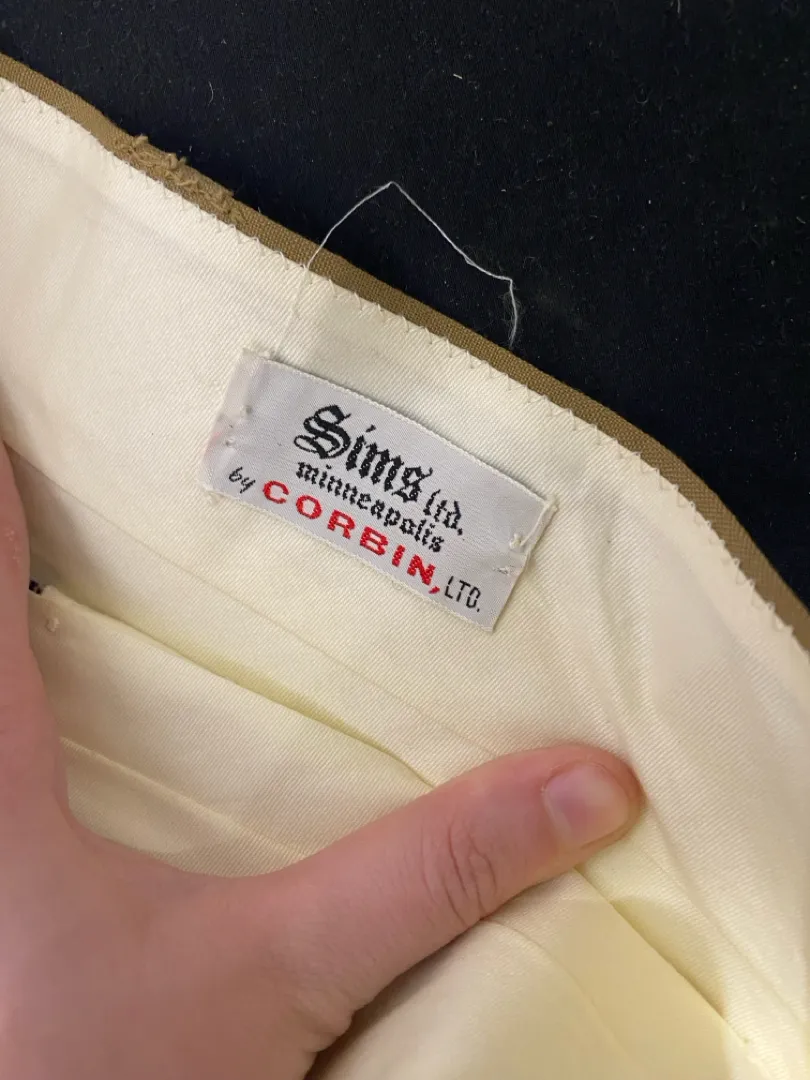 Sims ltd.
minneapolis
by CORBIN, LTD.